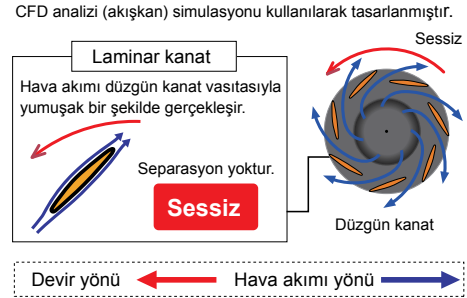 CFD analizi (akışkan) simulasyonu kullanılarak tasarlanmıştır.
Sessiz
Laminar kanat
Hava akımı düzgün kanat vasıtasıyla
yumuşak bir şekilde gerçekleşir.
Separasyon yoktur.
Sessiz
Düzgün kanat
Devir yönü
Hava akımı yönü